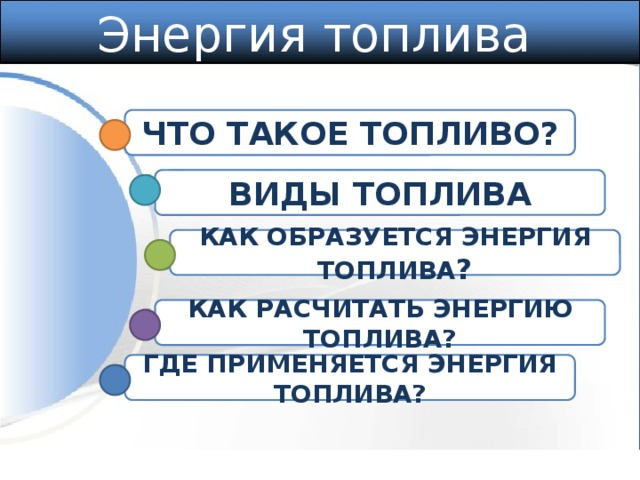 Энергия топлива
ЧТО ТАКОЕ ТОПЛИВО?
ВИДЫ ТОПЛИВА
КАК ОБРАЗУЕТСЯ ЭНЕРГИЯ
ТОПЛИВА?
КАК РАСЧИТАТЬ ЭНЕРГИЮ
ТОПЛИВА?
ГДЕ ПРИМЕНЯЕТСЯ ЭНЕРГИЯ
ТОПЛИВА?